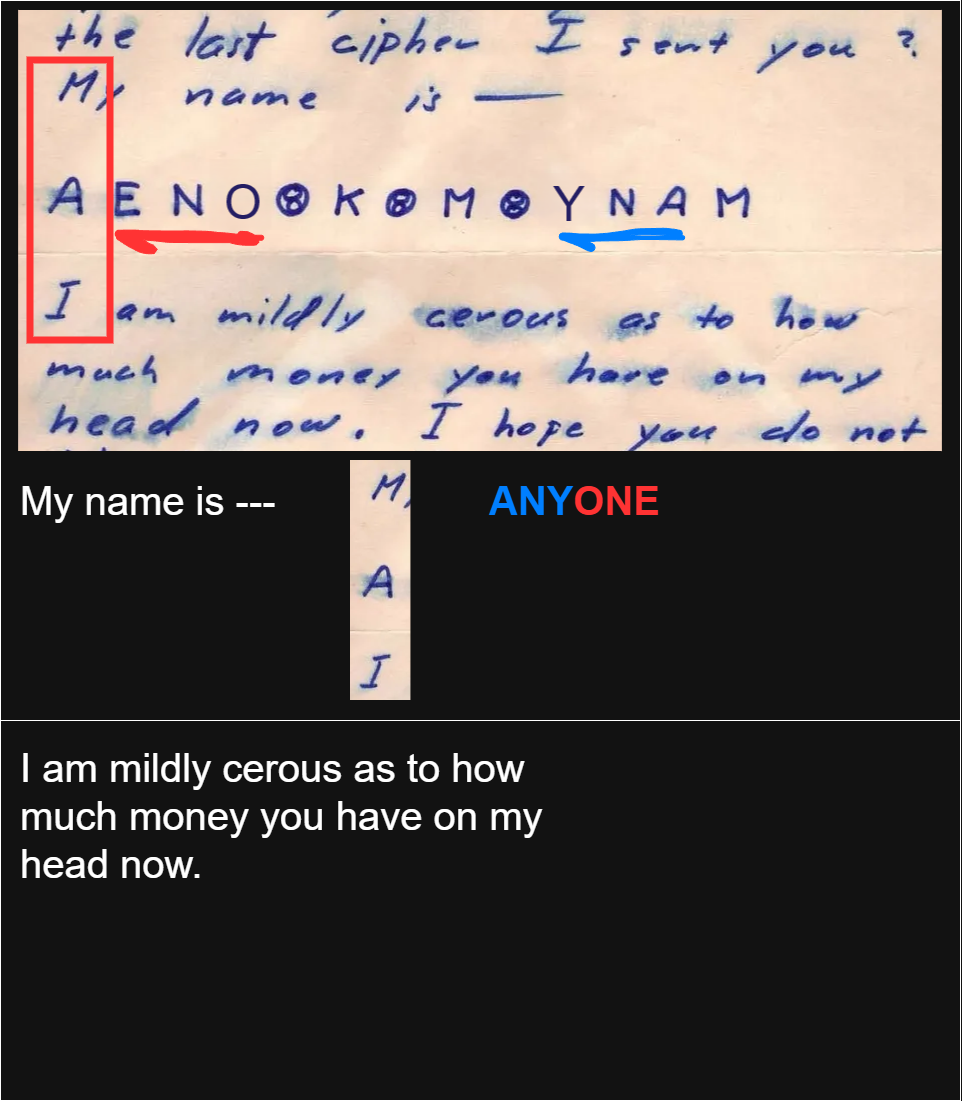 the last cipher I sent you?
My name is —
A E N O ⊗ K ⊗ M ⊗ Y N A M
I am mildly cerous as to how
much money you have on my
head now. I hope you do not
My name is ---
M
A
I
ANYONE
I am mildly cerous as to how
much money you have on my
head now.